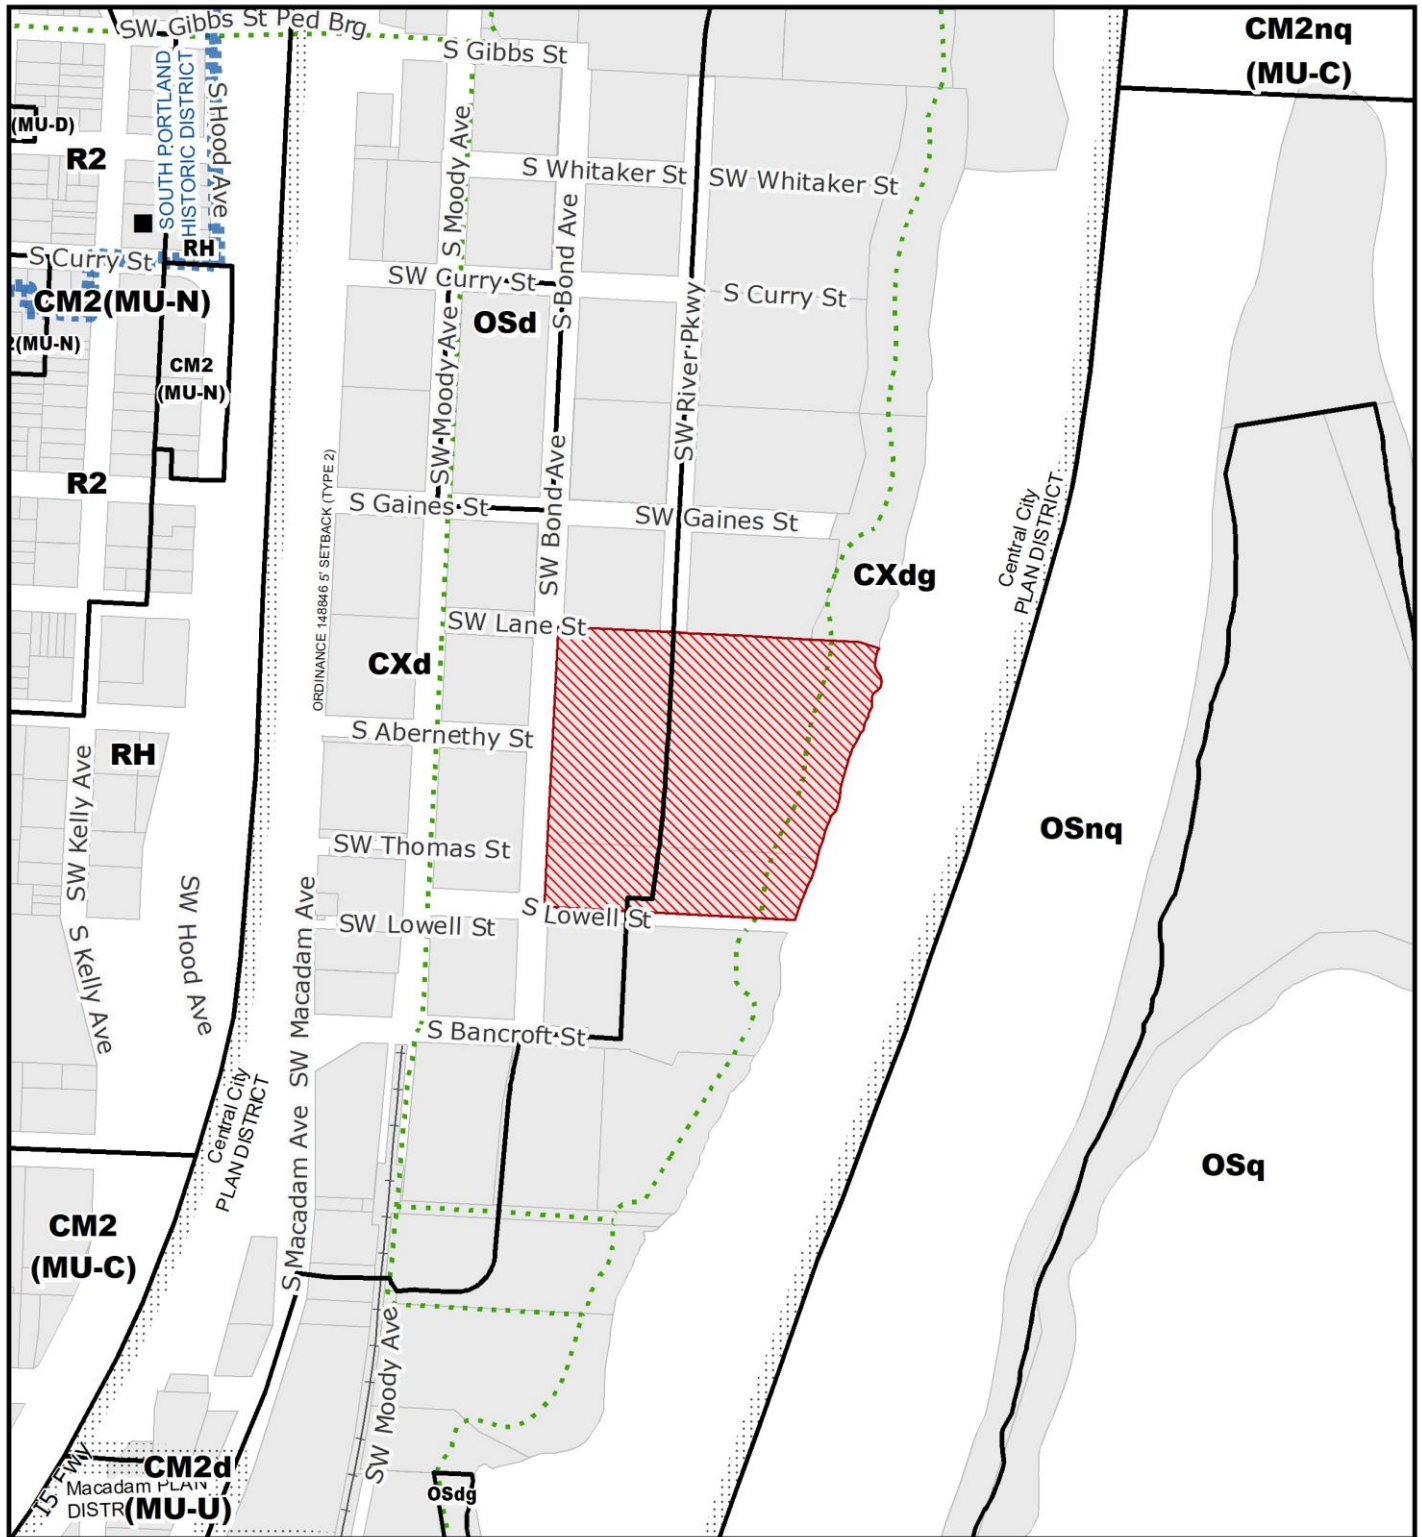 SW Gibbs St Ped Brg
S Gibbs St
CM2nq
(MU-C)
(MU-D)
R2
SOUTH PORTLAND
HISTORIC DISTRICT
S Hood Ave
S Moody Ave
S Whitaker St
SW Whitaker St
RH
S Curry St
SW Curry St
S Bond Ave
S Curry St
CM2(MU-N)
OSd
(MU-N)
CM2
(MU-N)
SW Moody Ave
SW River Pkwy
R2
ORDINANCE 148846 5' SETBACK (TYPE 2)
S Gaines St
SW Bond Ave
SW Gaines St
Central City
PLAN DISTRICT
CXdg
SW Lane St
CXd
S Abernethy St
RH
SW Kelly Ave
OSnq
SW Thomas St
SW Hood Ave
SW Macadam Ave
S Lowell St
SW Lowell St
S Kelly Ave
S Bancroft St
Central City
PLAN DISTRICT
S Macadam Ave
OSq
CM2
(MU-C)
SW Moody Ave
I5 FWY
CM2d
Macadam PLAN
DISTR
(MU-U)
OSdg